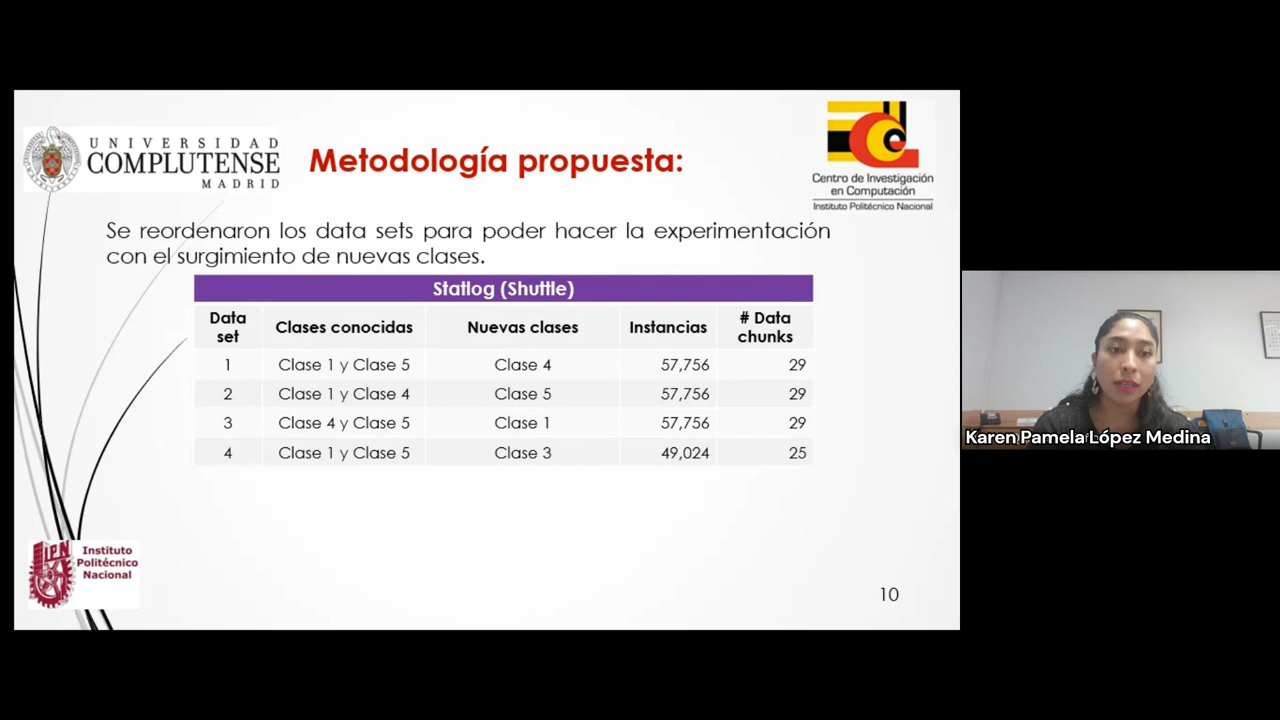 UNIVERSIDAD
COMPLUTENSE
MADRID
Metodología propuesta:
Centro de Investigación
en Computación
Instituto Politécnico Nacional
Se reordenaron los data sets para poder hacer la experimentación
con el surgimiento de nuevas clases.
Statlog (Shuttle)
Data set Clases conocidas Nuevas clases Instancias # Data chunks
1 Clase 1 y Clase 5 Clase 4 57,756 29
2 Clase 1 y Clase 4 Clase 5 57,756 29
3 Clase 4 y Clase 5 Clase 1 57,756 29
4 Clase 1 y Clase 5 Clase 3 49,024 25
Karen Pamela López Medina
I.P.N.
Instituto
Politécnico
Nacional
10